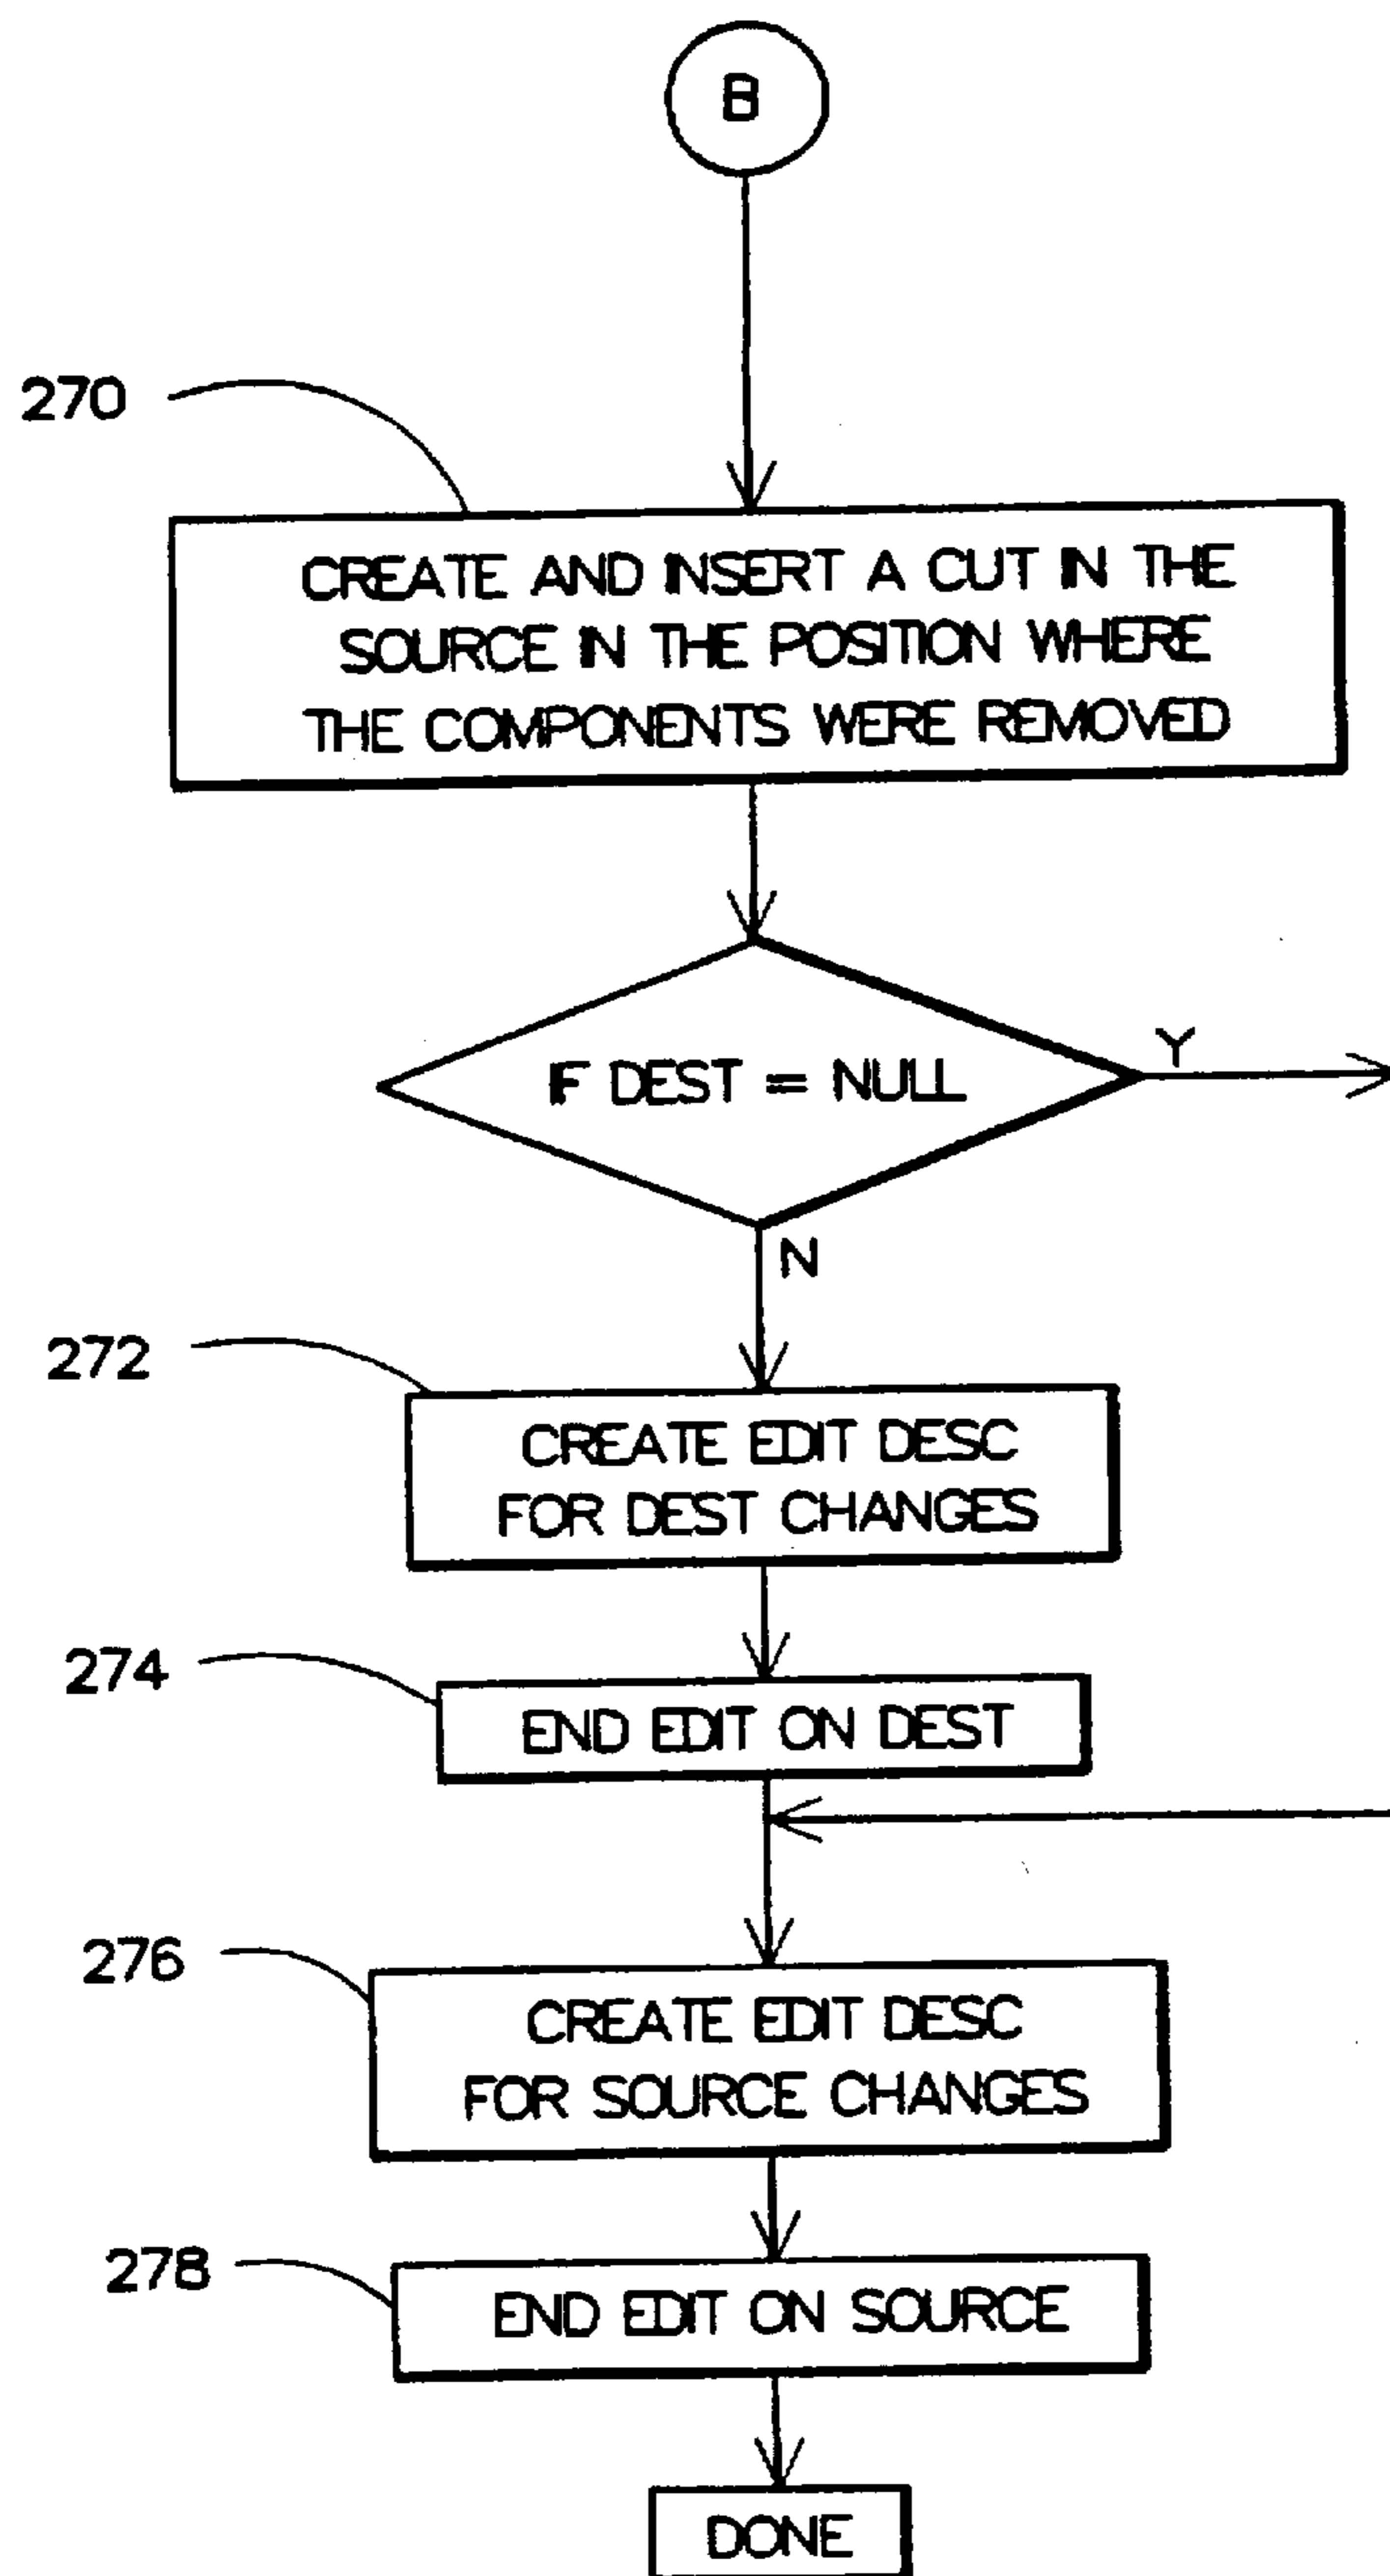 B
270
CREATE AND INSERT A CUT IN THE
SOURCE IN THE POSITION WHERE
THE COMPONENTS WERE REMOVED
IF DEST = NULL
Y
N
272
CREATE EDIT DESC
FOR DEST CHANGES
274
END EDIT ON DEST
276
CREATE EDIT DESC
FOR SOURCE CHANGES
278
END EDIT ON SOURCE
DONE